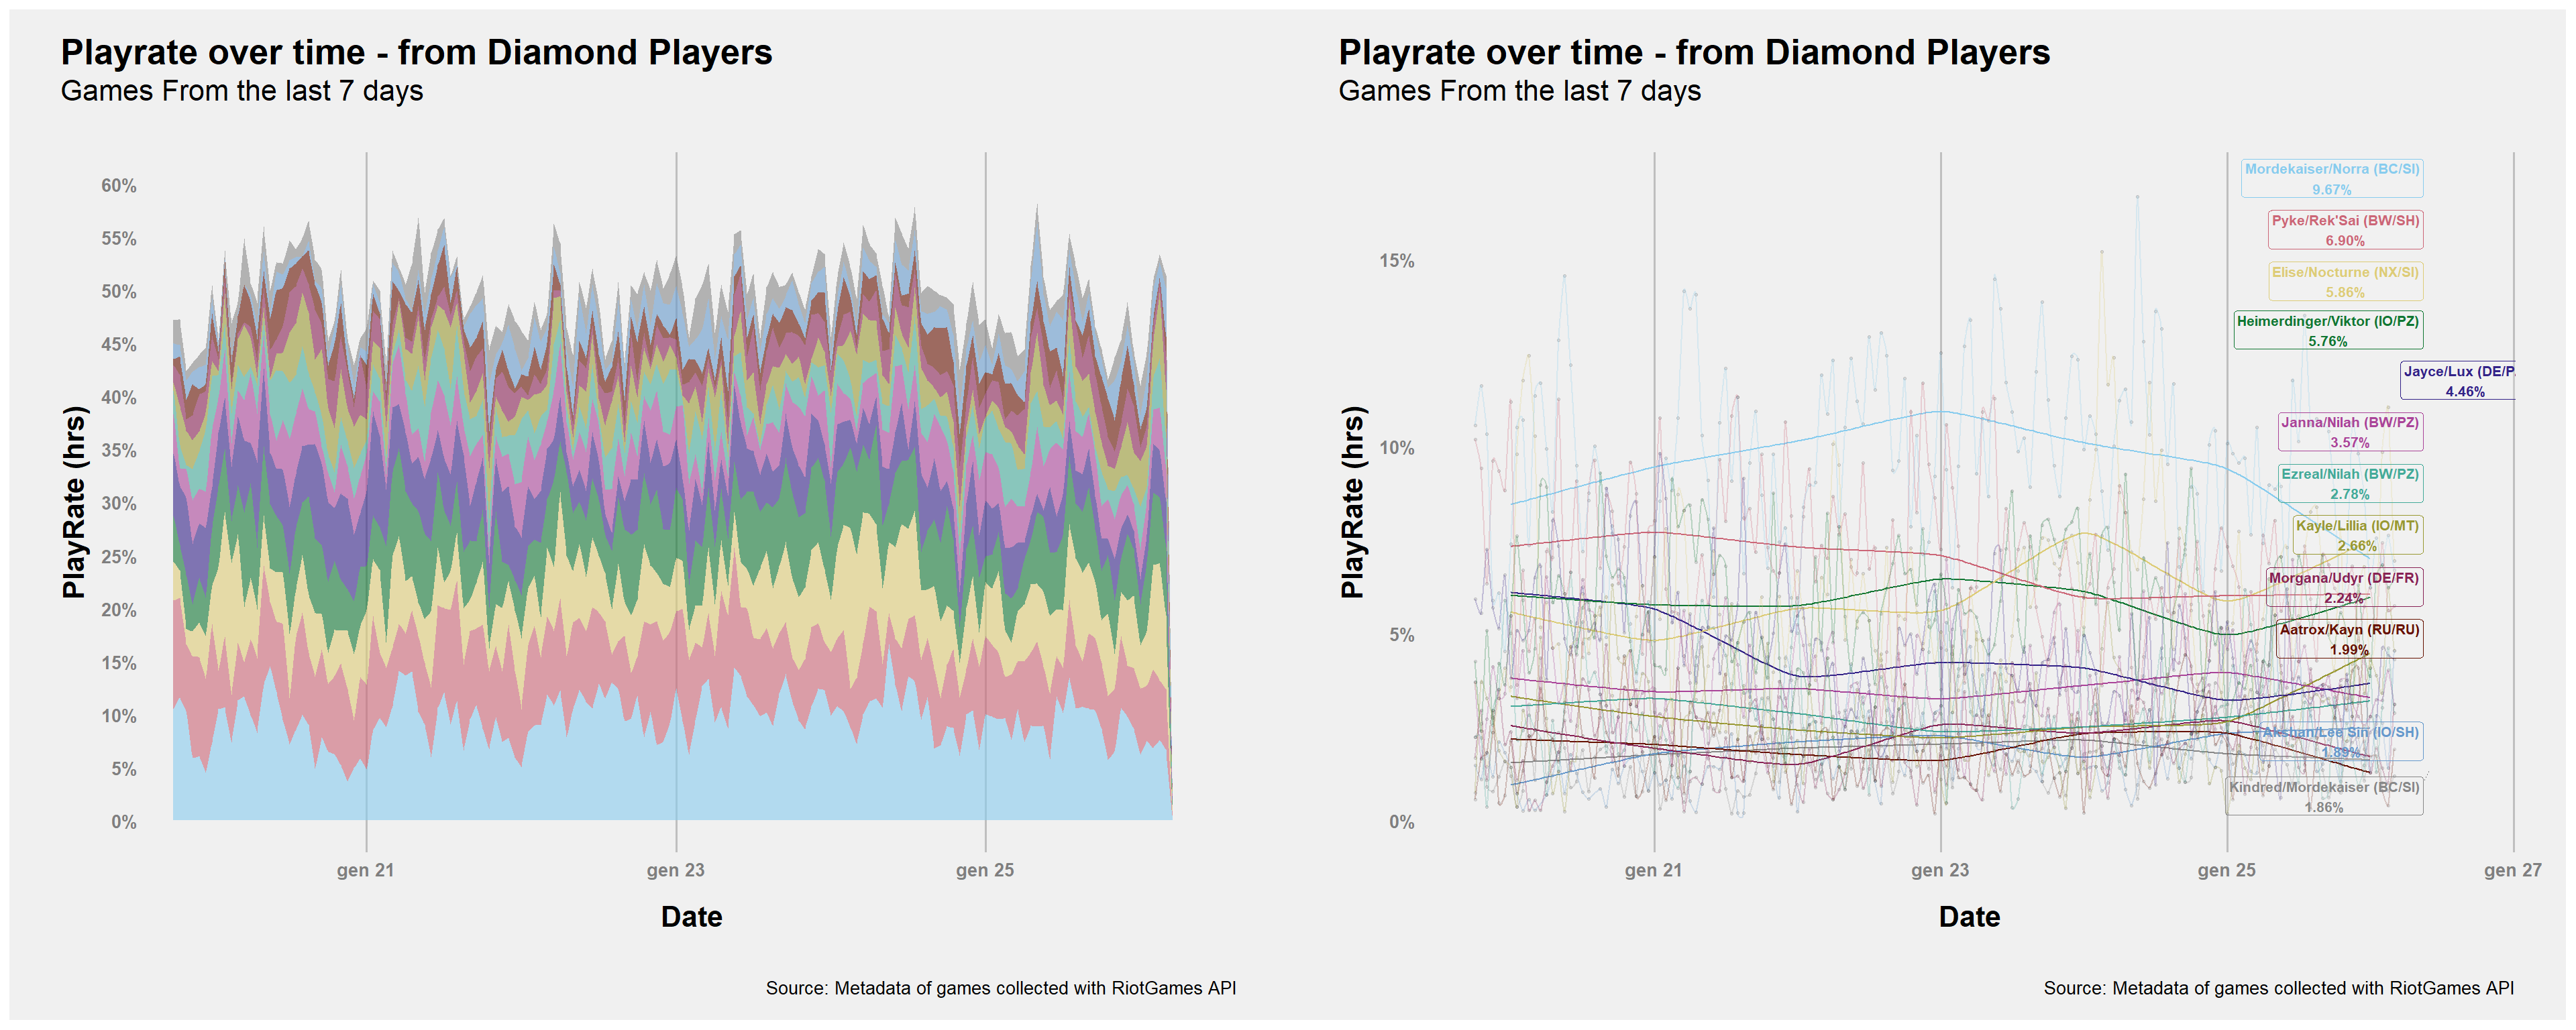 Playrate over time - from Diamond Players
Games From the last 7 days
PlayRate (hrs)
60%
55%
50%
45%
40%
35%
30%
25%
20%
15%
10%
5%
0%
gen 21
gen 23
gen 25
Date
Source: Metadata of games collected with RiotGames API
Playrate over time - from Diamond Players
Games From the last 7 days
PlayRate (hrs)
15%
10%
5%
0%
Mordekaiser/Norra (BC/SI)
9.67%
Pyke/Rek'Sai (BW/SH)
6.90%
Elise/Nocturne (NX/SI)
5.86%
Heimerdinger/Viktor (IO/PZ)
5.76%
Jayce/Lux (DE/P
4.46%
Janna/Nilah (BW/PZ)
3.57%
Ezreal/Nilah (BW/PZ)
2.78%
Kayle/Lillia (IO/MT)
2.66%
Morgana/Udyr (DE/FR)
2.24%
Aatrox/Kayn (RU/RU)
1.99%
Akshan/Lee Sin (IO/SH)
1.89%
Kindred/Mordekaiser (BC/SI)
1.86%
gen 21
gen 23
gen 25
gen 27
Date
Source: Metadata of games collected with RiotGames API